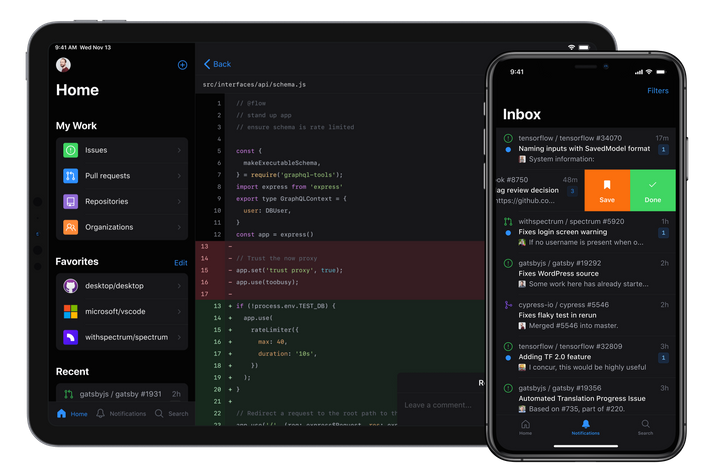 9:41 AM Wed Nov 13
Home
My Work
Issues
Pull requests
Repositories
Organizations
Favorites
Edit
desktop/desktop
microsoft/vscode
withspectrum/spectrum
Recent
gatsbyjs / gatsby #1931
2h
Home
Notifications
Search
Back
src/interfaces/api/schema.js
1 // @flow
2 // stand up app
3 // ensure schema is rate limited
4
5 const {
6 makeExecutableSchema,
7 } = require('graphql-tools');
8 import express from 'express'
9 export type GraphQLContext = {
10 user: DBUser,
11 }
12 const app = express()
13 -
14 - // Trust the now proxy
15 - app.set('trust proxy', true);
16 - app.use(toobusy);
17 -
13 + if (!process.env.TEST_DB) {
14 + app.use(
15 + rateLimiter({
16 + max: 40,
17 + duration: '10s',
18 + })
19 + );
20 + }
21 +
22 // Redirect a request to the root path to th
23
Leave a comment...
9:41
Filters
Inbox
tensorflow / tensorflow #34070
17m
Naming inputs with SavedModel format
1
System information:
ook #8750
48m
ag review decision
3
https://github.co...
Save
Done
withspectrum / spectrum #5920
1h
Fixes login screen warning
1
If no username is present when o...
gatsbyjs / gatsby #19292
2h
Fixes WordPress source
Some work here has already starte...
cypress-io / cypress #5546
2h
Fixes flaky test in rerun
Merged #5546 into master.
tensorflow / tensorflow #32809
3h
Adding TF 2.0 feature
1
I concur, this would be highly useful
gatsbyjs / gatsby #19356
3h
Automated Translation Progress Issue
Based on #735, part of #220.
Home
Notifications
Search